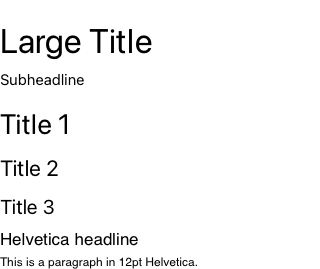 Large Title
Subheadline
Title 1
Title 2
Title 3
Helvetica headline
This is a paragraph in 12pt Helvetica.